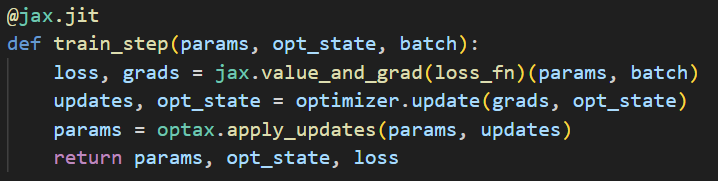 @jax.jit
def train_step(params, opt_state, batch):
    loss, grads = jax.value_and_grad(loss_fn)(params, batch)
    updates, opt_state = optimizer.update(grads, opt_state)
    params = optax.apply_updates(params, updates)
    return params, opt_state, loss